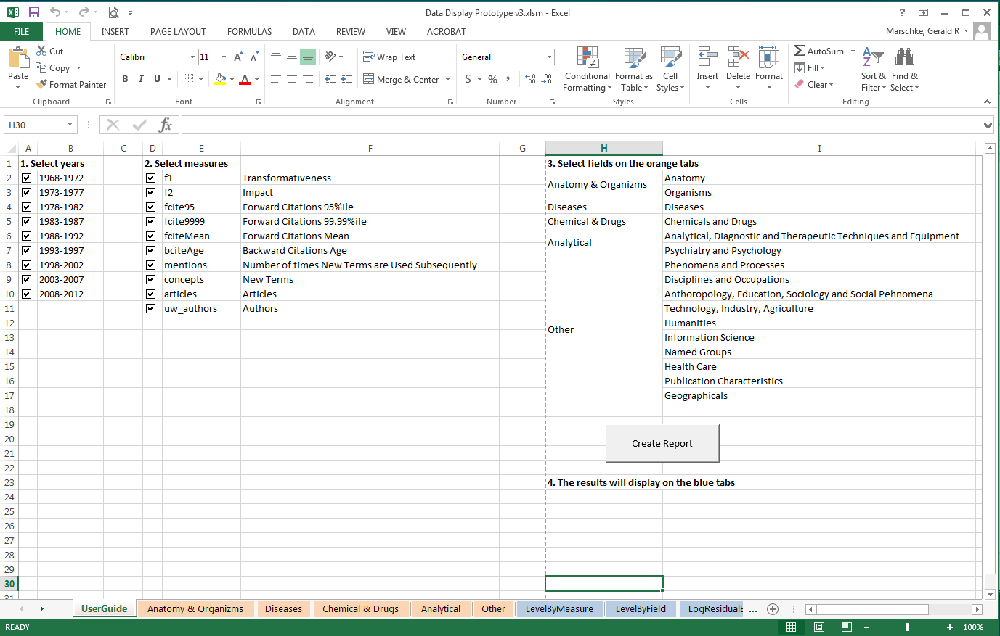 Data Display Prototype v3.xlsm - Excel
FILE HOME INSERT PAGE LAYOUT FORMULAS DATA REVIEW VIEW ACROBAT Marschke, Gerald R
Paste Cut Copy Format Painter Clipboard
Calibri 11 B I U A Font
Wrap Text Merge & Center Alignment
General $ % , Number
Conditional Formatting Format as Table Cell Styles Styles
Insert Delete Format Cells
AutoSum Fill Clear Sort & Filter Find & Select Editing
H30 fx
A B C D E F G H I
1 1. Select years 2. Select measures 3. Select fields on the orange tabs
2 1968-1972 f1 Transformativeness Anatomy & Organizms Anatomy
3 1973-1977 f2 Impact Organisms
4 1978-1982 fcite95 Forward Citations 95%ile Diseases Diseases
5 1983-1987 fcite9999 Forward Citations 99.99%ile Chemical & Drugs Chemicals and Drugs
6 1988-1992 fciteMean Forward Citations Mean Analytical Analytical, Diagnostic and Therapeutic Techniques and Equipment
7 1993-1997 bciteAge Backward Citations Age Psychiatry and Psychology
8 1998-2002 mentions Number of times New Terms are Used Subsequently Phenomena and Processes
9 2003-2007 concepts New Terms Disciplines and Occupations
10 2008-2012 articles Articles Anthoropology, Education, Sociology and Social Pehnomena
11 uw_authors Authors Technology, Industry, Agriculture
12 Other Humanities
13 Information Science
14 Named Groups
15 Health Care
16 Publication Characteristics
17 Geographicals
18
19
20 Create Report
21
22
23 4. The results will display on the blue tabs
24
25
26
27
28
29
30
31
UserGuide Anatomy & Organizms Diseases Chemical & Drugs Analytical Other LevelByMeasure LevelByField LogResidualB ...
READY 100%